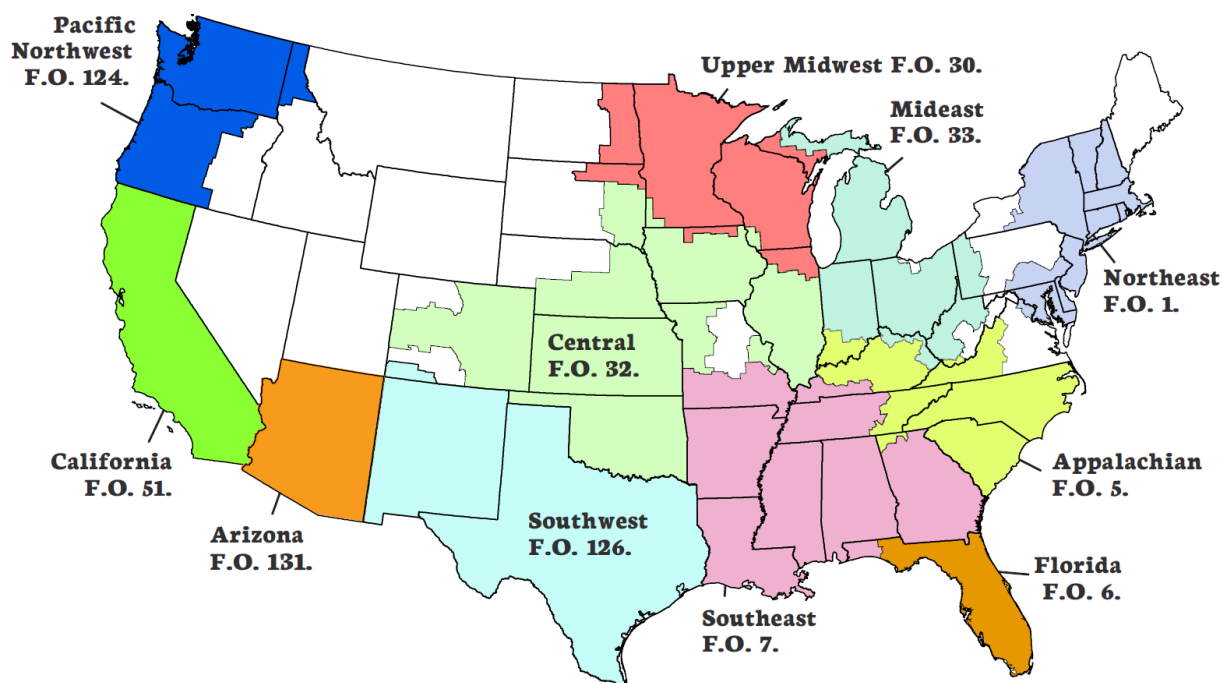 Pacific
Northwest
F.O. 124.
Upper Midwest F.O. 30.
Mideast
F.O. 33.
Northeast
F.O. 1.
Central
F.O. 32.
California
F.O. 51.
Appalachian
F.O. 5.
Arizona
F.O. 131.
Southwest
F.O. 126.
Florida
F.O. 6.
Southeast
F.O. 7.